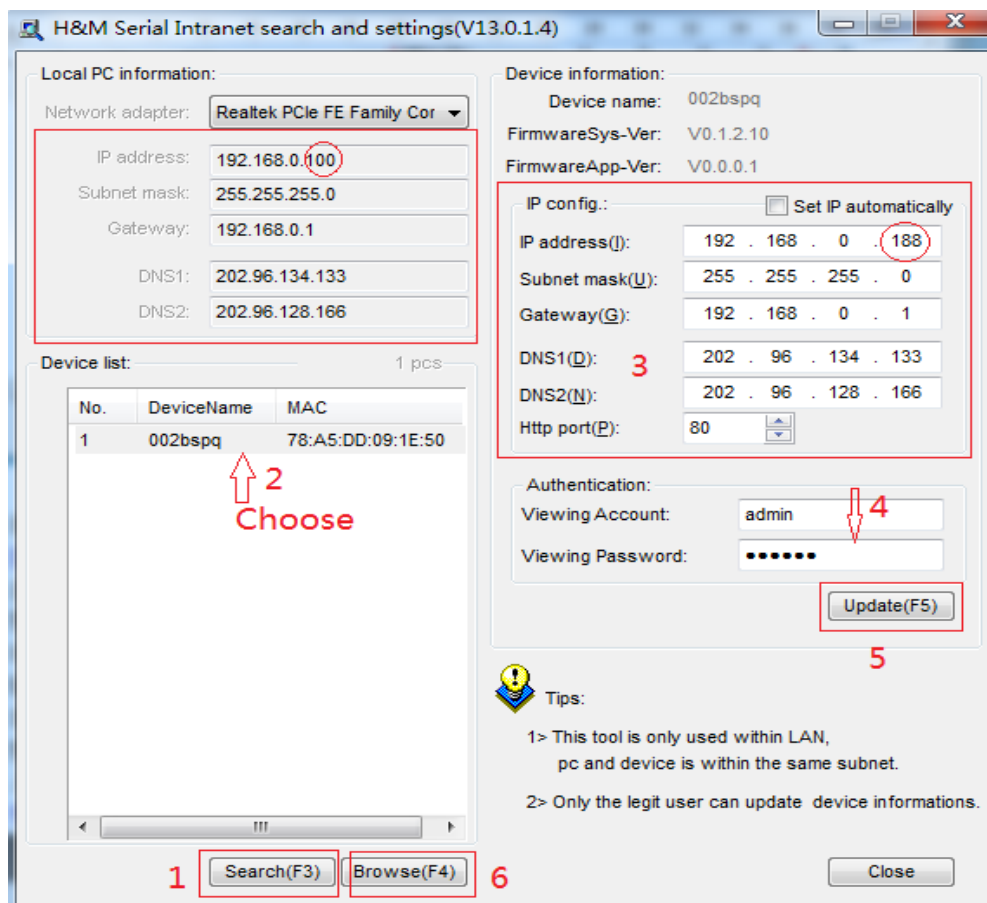 H&M Serial Intranet search and settings(V13.0.1.4)
Local PC information:
Network adapter: Realtek PCIe FE Family Cor
IP address: 192.168.0.100
Subnet mask: 255.255.255.0
Gateway: 192.168.0.1
DNS1: 202.96.134.133
DNS2: 202.96.128.166
Device list: 1 pcs
No. DeviceName MAC
1 002bspq 78:A5:DD:09:1E:50
2
Choose
1 Search(F3) Browse(F4) 6
Device information:
Device name: 002bspq
FirmwareSys-Ver: V0.1.2.10
FirmwareApp-Ver: V0.0.0.1
IP config.: Set IP automatically
IP address(I): 192 . 168 . 0 . 188
Subnet mask(U): 255 . 255 . 255 . 0
Gateway(G): 192 . 168 . 0 . 1
DNS1(D): 202 . 96 . 134 . 133
3
DNS2(N): 202 . 96 . 128 . 166
Http port(P): 80
Authentication:
Viewing Account: admin
4
Viewing Password: ●●●●●●
Update(F5)
5
Tips:
1> This tool is only used within LAN,
pc and device is within the same subnet.
2> Only the legit user can update device informations.
Close